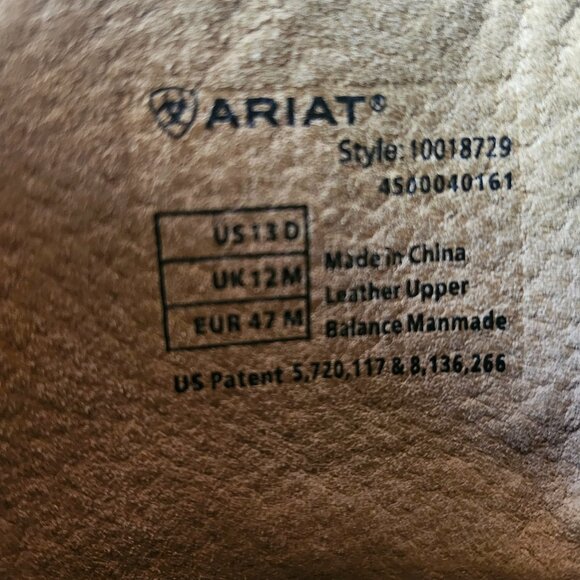 ARIAT®
Style: 10018729
4500040161
US 13 D
UK 12 M
EUR 47 M
Made in China
Leather Upper
Balance Manmade
US Patent 5,720,117 & 8,136,266